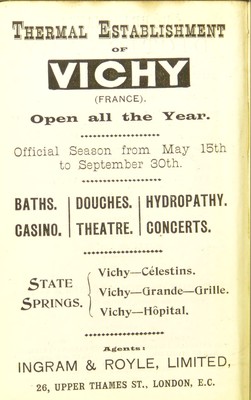 THERMAL ESTABLISHMENT
OF
VICHY
(FRANCE).
Open all the Year.
Official Season from May 15th
to September 30th.
BATHS. DOUCHES. HYDROPATHY.
CASINO. THEATRE. CONCERTS.
STATE SPRINGS.
Vichy—Célestins.
Vichy—Grande—Grille.
Vichy—Hôpital.
Agents:
INGRAM & ROYLE, LIMITED,
26, UPPER THAMES ST., LONDON, E.C.